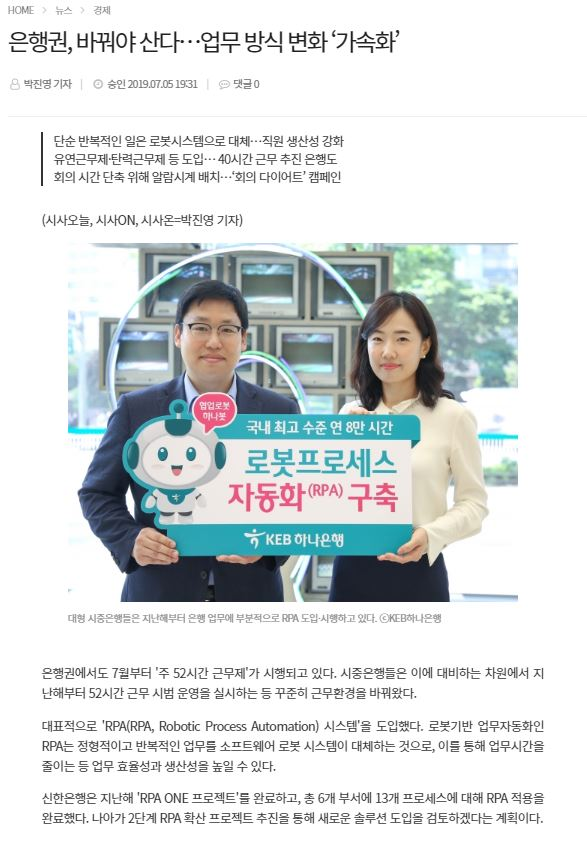 HOME > 뉴스 > 경제
은행권, 바꿔야 산다…업무 방식 변화 ‘가속화’
박진영 기자 | 승인 2019.07.05 19:31 | 댓글 0
단순 반복적인 일은 로봇시스템으로 대체…직원 생산성 강화
유연근무제·탄력근무제 등 도입… 40시간 근무 추진 은행도
회의 시간 단축 위해 알람시계 배치…‘회의 다이어트’ 캠페인
(시사오늘, 시사ON, 시사온=박진영 기자)
협업로봇
하나봇
국내 최고 수준 연 8만 시간
로봇프로세스
자동화(RPA) 구축
KEB 하나은행
대형 시중은행들은 지난해부터 은행 업무에 부분적으로 RPA 도입·시행하고 있다. ⓒKEB하나은행
은행권에서도 7월부터 '주 52시간 근무제'가 시행되고 있다. 시중은행들은 이에 대비하는 차원에서 지
난해부터 52시간 근무 시범 운영을 실시하는 등 꾸준히 근무환경을 바꿔왔다.
대표적으로 'RPA(RPA, Robotic Process Automation) 시스템'을 도입했다. 로봇기반 업무자동화인
RPA는 정형적이고 반복적인 업무를 소프트웨어 로봇 시스템이 대체하는 것으로, 이를 통해 업무시간을
줄이는 등 업무 효율성과 생산성을 높일 수 있다.
신한은행은 지난해 'RPA ONE 프로젝트'를 완료하고, 총 6개 부서에 13개 프로세스에 대해 RPA 적용을
완료했다. 나아가 2단계 RPA 확산 프로젝트 추진을 통해 새로운 솔루션 도입을 검토하겠다는 계획이다.